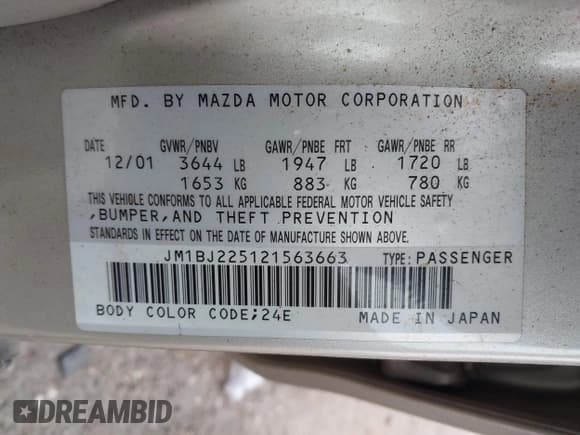 MFD. BY MAZDA MOTOR CORPORATION
DATE GVWR/PNBV GAWR/PNBE FRT GAWR/PNBE RR
12/01 3644 LB 1947 LB 1720 LB
1653 KG 883 KG 780 KG
THIS VEHICLE CONFORMS TO ALL APPLICABLE FEDERAL MOTOR VEHICLE SAFETY
,BUMPER,AND THEFT PREVENTION
STANDARDS IN EFFECT ON THE DATE OF MANUFACTURE SHOWN ABOVE.
JM1BJ225121563663 TYPE:PASSENGER
BODY COLOR CODE;24E MADE IN JAPAN
DREAMBID